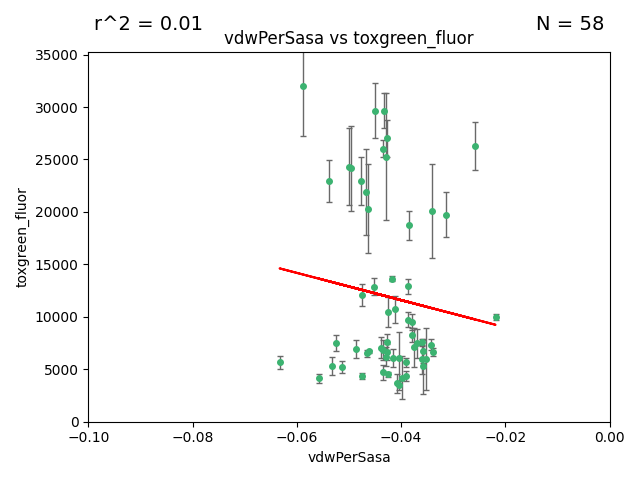 r^2 = 0.01
N = 58
vdwPerSasa vs toxgreen_fluor
35000
30000
25000
20000
15000
10000
5000
0
toxgreen_fluor
−0.10
−0.08
−0.06
−0.04
−0.02
0.00
vdwPerSasa